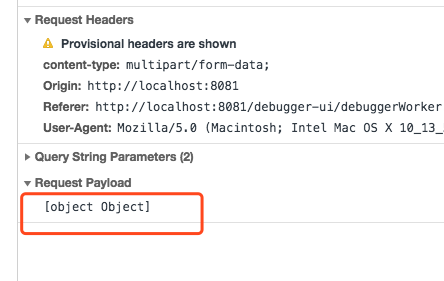 Request Headers
Provisional headers are shown
content-type: multipart/form-data;
Origin: http://localhost:8081
Referer: http://localhost:8081/debugger-ui/debuggerWorker
User-Agent: Mozilla/5.0 (Macintosh; Intel Mac OS X 10_13_
Query String Parameters (2)
Request Payload
[object Object]